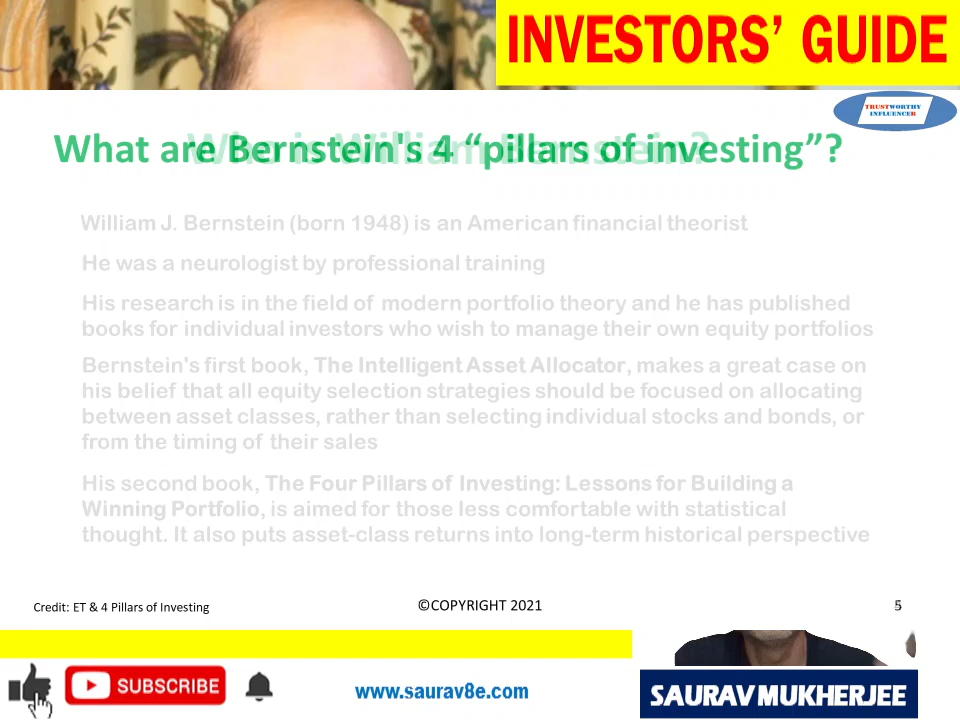 INVESTORS’ GUIDE
TRUSTWORTHY
INFLUENCER
What are Bernstein's 4 “pillars of investing”?
Who is William Bernstein?
William J. Bernstein (born 1948) is an American financial theorist
He was a neurologist by professional training
His research is in the field of modern portfolio theory and he has published
books for individual investors who wish to manage their own equity portfolios
Bernstein's first book, The Intelligent Asset Allocator, makes a great case on
his belief that all equity selection strategies should be focused on allocating
between asset classes, rather than selecting individual stocks and bonds, or
from the timing of their sales
His second book, The Four Pillars of Investing: Lessons for Building a
Winning Portfolio, is aimed for those less comfortable with statistical
thought. It also puts asset-class returns into long-term historical perspective
Credit: ET & 4 Pillars of Investing
©COPYRIGHT 2021
5
SUBSCRIBE
www.saurav8e.com
SAURAV MUKHERJEE